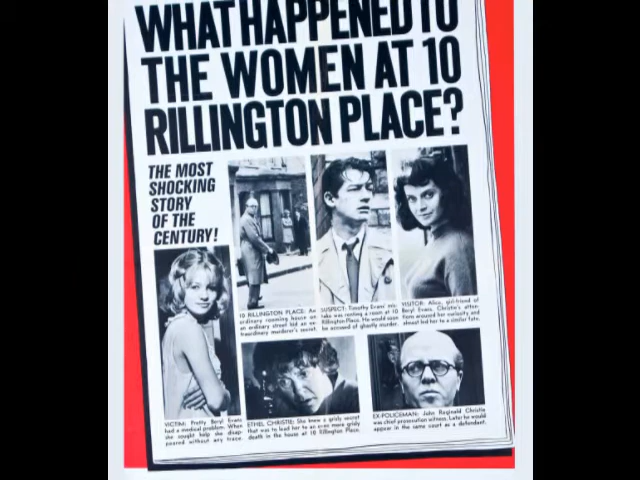 WHAT HAPPENED TO
THE WOMEN AT 10
RILLINGTON PLACE?
THE MOST
SHOCKING
STORY
OF THE
CENTURY!
10 RILLINGTON PLACE: An
ordinary rooming house on
an ordinary street hid an ex-
traordinary murderer's secret.
SUSPECT: Timothy Evans' mis-
take was renting a room at 10
Rillington Place. He would soon
be accused of ghastly murder.
VISITOR: Alice, girl-friend of
Beryl Evans. Christie's atten-
tions aroused her curiosity and
almost led her to a similar fate.
VICTIM: Pretty Beryl Evans
had a medical problem. When
she sought help she disap-
peared without any trace.
ETHEL CHRISTIE: She knew a grisly secret
that was to lead her to an even more grisly
death in the house at 10 Rillington Place.
EX-POLICEMAN: John Reginald Christie
was chief prosecution witness. Later he would
appear in the same court as a defendant.